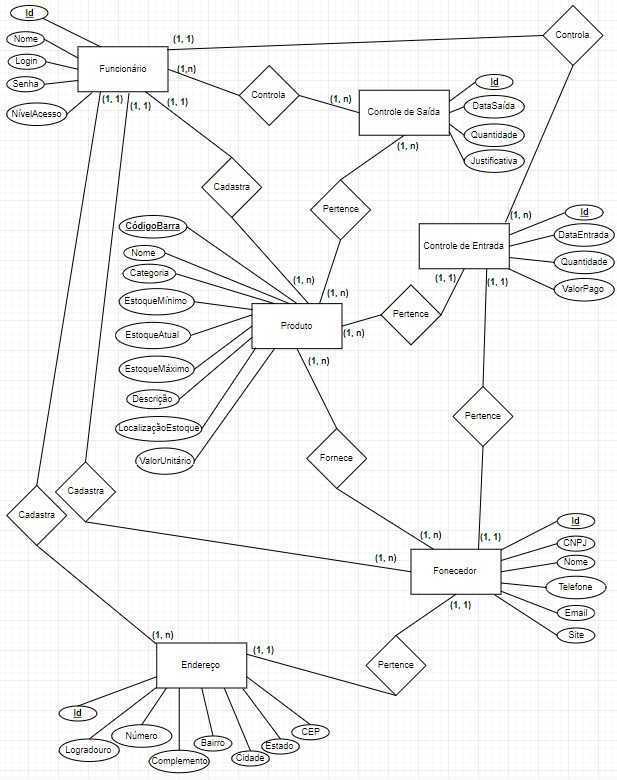 Id
Nome
Login
Senha
NívelAcesso
Funcionário
(1, 1)
(1,n)
(1, 1)
(1, 1)
(1, 1)
Controla
Controla
(1, n)
Controle de Saída
(1, n)
Id
DataSaída
Quantidade
Justificativa
Cadastra
Pertence
(1, n)
Controle de Entrada
(1, 1)
(1, 1)
Id
DataEntrada
Quantidade
ValorPago
CódigoBarra
Nome
Categoria
EstoqueMínimo
EstoqueAtual
EstoqueMáximo
Descrição
LocalizaçãoEstoque
ValorUnitário
(1, n)
(1, n)
Produto
(1, n)
(1, n)
Pertence
Pertence
Fornece
Cadastra
Cadastra
(1, n)
(1, 1)
(1, n)
Fonecedor
(1, 1)
Id
CNPJ
Nome
Telefone
Email
Site
(1, n)
(1, 1)
Endereço
Pertence
Id
Logradouro
Número
Complemento
Bairro
Cidade
Estado
CEP